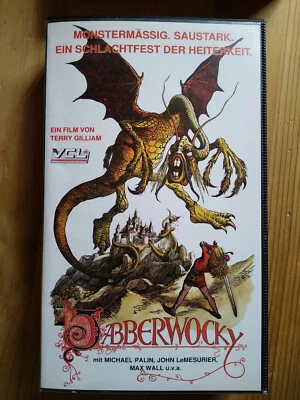 MONSTERMÄSSIG. SAUSTARK.
EIN SCHLACHTFEST DER HEITERKEIT.
EIN FILM VON
TERRY GILLIAM
VCL
JABBERWOCKY
mit MICHAEL PALIN, JOHN LeMESURIER,
MAX WALL u.v.a.